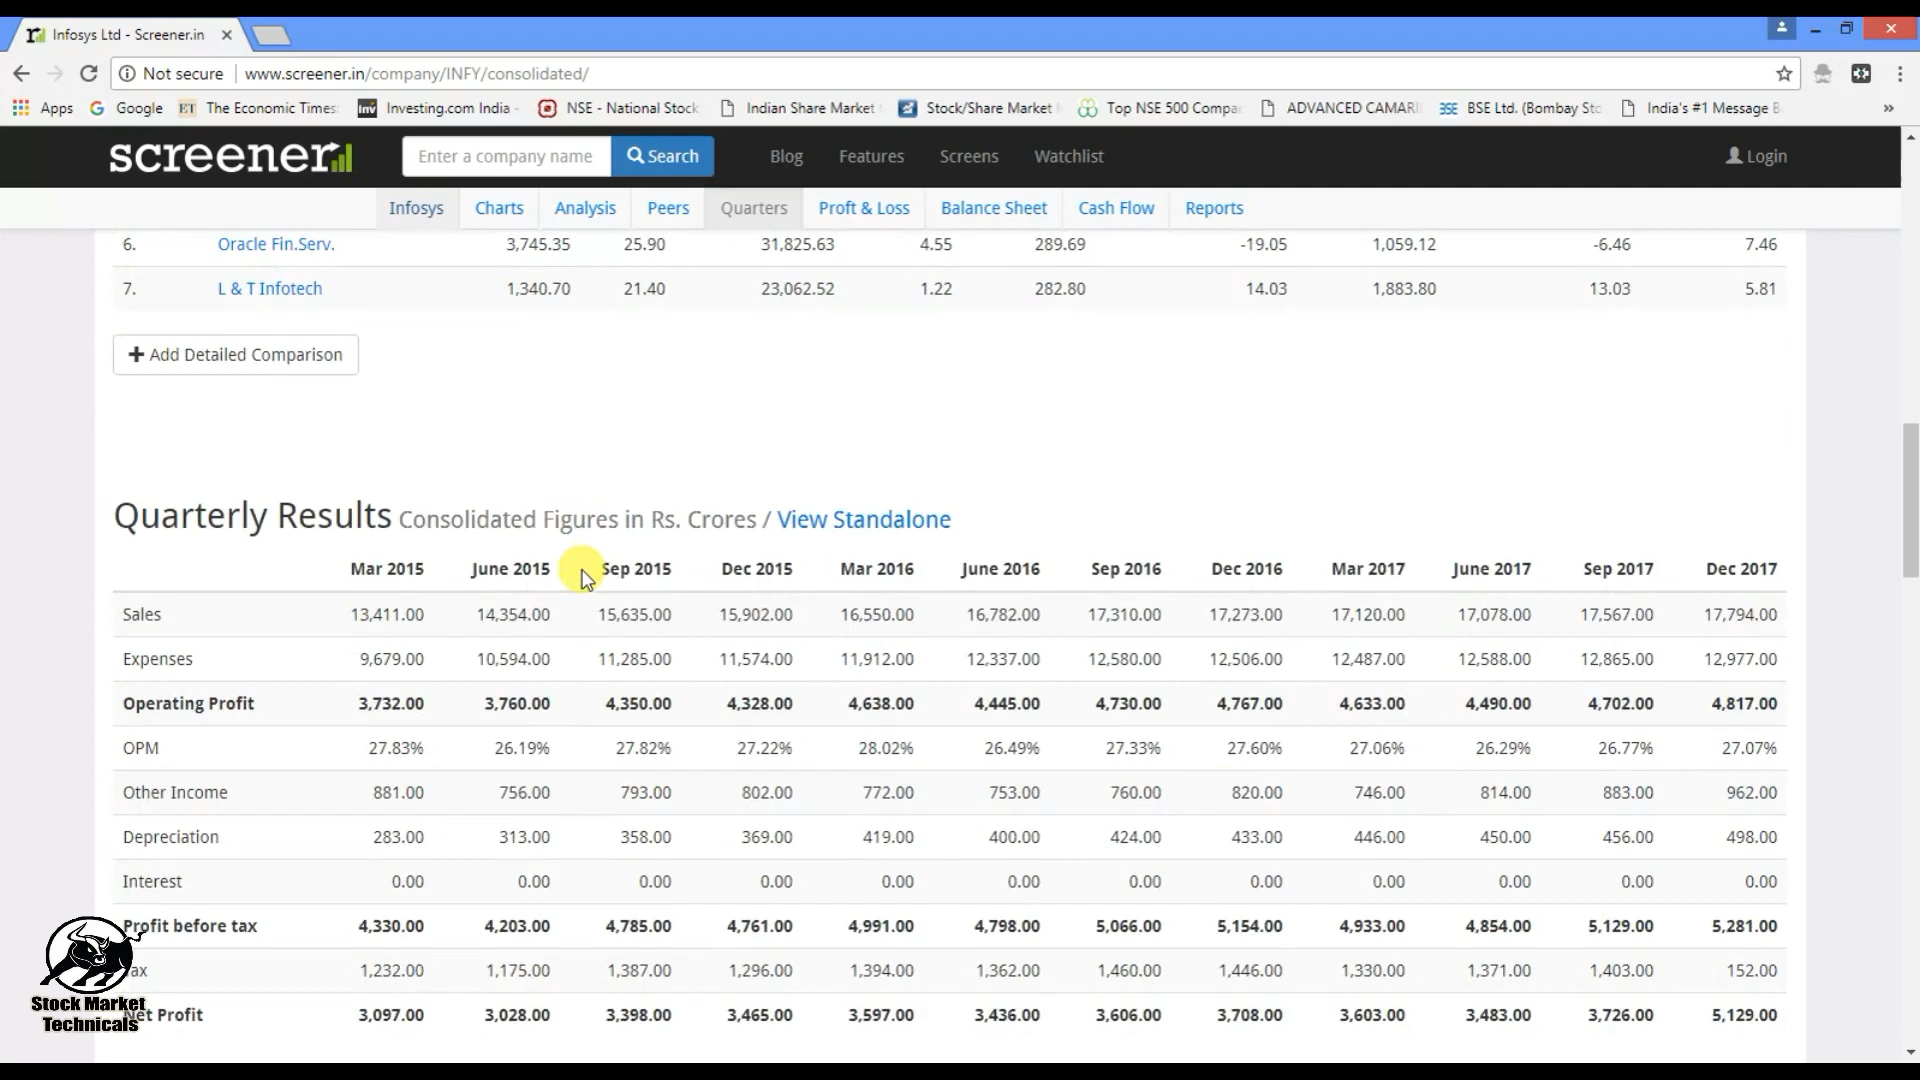 Infosys Ltd - Screener.in
Not secure www.screener.in/company/INFY/consolidated/
Apps Google ET The Economic Times: Inv Investing.com India - NSE - National Stock Indian Share Market Stock/Share Market Top NSE 500 Compa ADVANCED CAMARI BSE BSE Ltd. (Bombay Sto India's #1 Message B »
screener Enter a company name Search Blog Features Screens Watchlist Login
Infosys Charts Analysis Peers Quarters Proft & Loss Balance Sheet Cash Flow Reports
6. Oracle Fin.Serv. 3,745.35 25.90 31,825.63 4.55 289.69 -19.05 1,059.12 -6.46 7.46
7. L & T Infotech 1,340.70 21.40 23,062.52 1.22 282.80 14.03 1,883.80 13.03 5.81
+ Add Detailed Comparison
Quarterly Results Consolidated Figures in Rs. Crores / View Standalone
Mar 2015 June 2015 Sep 2015 Dec 2015 Mar 2016 June 2016 Sep 2016 Dec 2016 Mar 2017 June 2017 Sep 2017 Dec 2017
Sales 13,411.00 14,354.00 15,635.00 15,902.00 16,550.00 16,782.00 17,310.00 17,273.00 17,120.00 17,078.00 17,567.00 17,794.00
Expenses 9,679.00 10,594.00 11,285.00 11,574.00 11,912.00 12,337.00 12,580.00 12,506.00 12,487.00 12,588.00 12,865.00 12,977.00
Operating Profit 3,732.00 3,760.00 4,350.00 4,328.00 4,638.00 4,445.00 4,730.00 4,767.00 4,633.00 4,490.00 4,702.00 4,817.00
OPM 27.83% 26.19% 27.82% 27.22% 28.02% 26.49% 27.33% 27.60% 27.06% 26.29% 26.77% 27.07%
Other Income 881.00 756.00 793.00 802.00 772.00 753.00 760.00 820.00 746.00 814.00 883.00 962.00
Depreciation 283.00 313.00 358.00 369.00 419.00 400.00 424.00 433.00 446.00 450.00 456.00 498.00
Interest 0.00 0.00 0.00 0.00 0.00 0.00 0.00 0.00 0.00 0.00 0.00 0.00
Profit before tax 4,330.00 4,203.00 4,785.00 4,761.00 4,991.00 4,798.00 5,066.00 5,154.00 4,933.00 4,854.00 5,129.00 5,281.00
Tax 1,232.00 1,175.00 1,387.00 1,296.00 1,394.00 1,362.00 1,460.00 1,446.00 1,330.00 1,371.00 1,403.00 152.00
Net Profit 3,097.00 3,028.00 3,398.00 3,465.00 3,597.00 3,436.00 3,606.00 3,708.00 3,603.00 3,483.00 3,726.00 5,129.00
Stock Market
Technicals